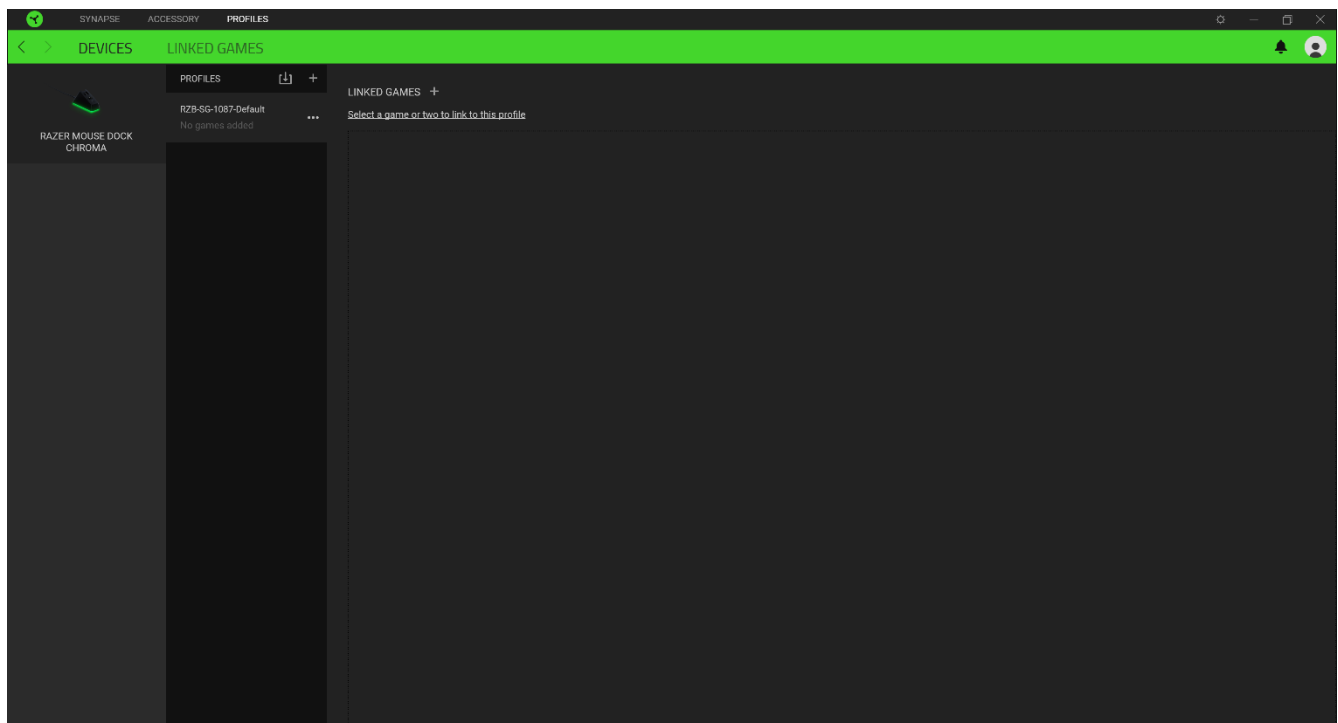 SYNAPSE ACCESSORY PROFILES
DEVICES LINKED GAMES
RAZER MOUSE DOCK
CHROMA
PROFILES
RZB-SG-1087-Default
No games added
LINKED GAMES
Select a game or two to link to this profile